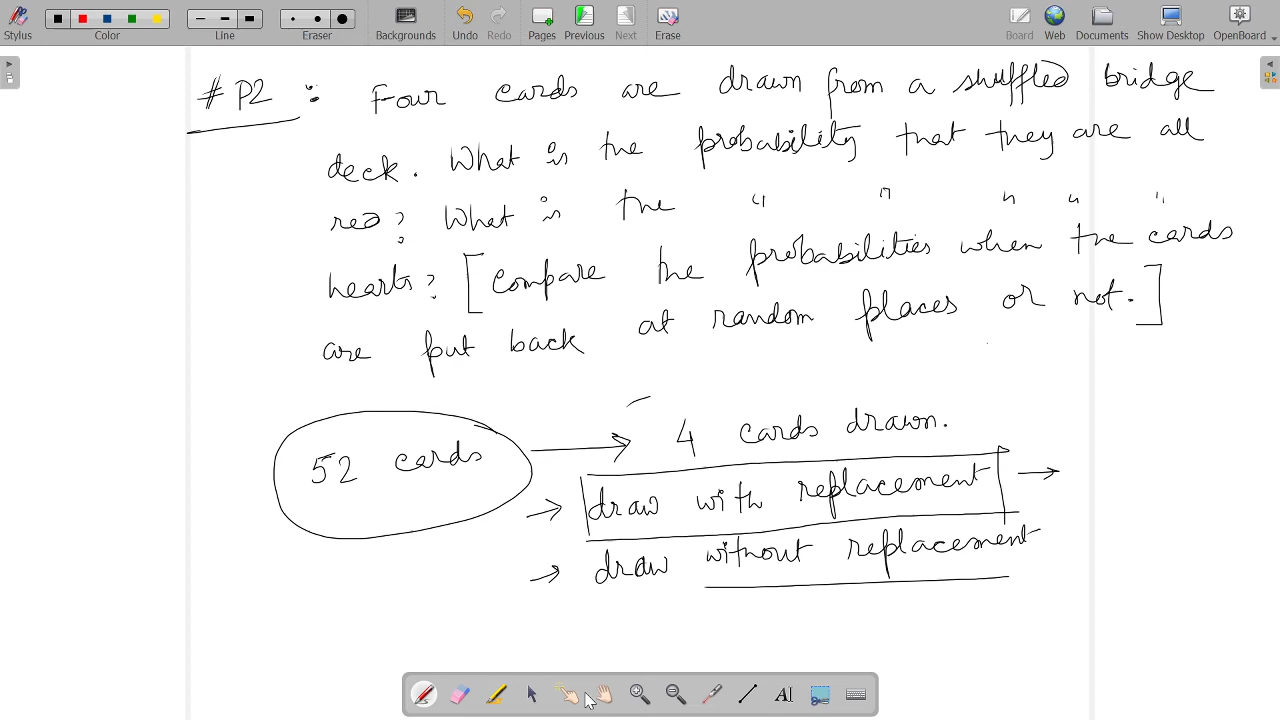 Stylus Color Line Eraser Backgrounds Undo Redo Pages Previous Next Erase Board Web Documents Show Desktop OpenBoard
# P2 : Four cards are drawn from a shuffled bridge
deck. What is the probability that they are all
red? What is the " " " " "
hearts? [Compare the probabilities when the cards
are put back at random places or not.]
52 cards → 4 cards drawn.
→ draw with replacement →
→ draw without replacement
AI